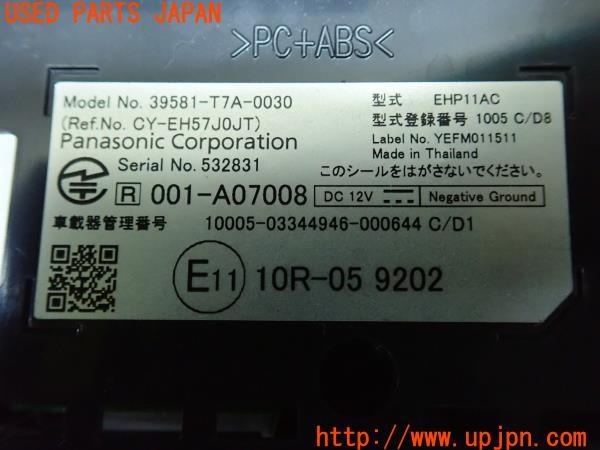 USED PARTS JAPAN
>PC+ABS<
Model No. 39581-T7A-0030
(Ref.No. CY-EH57J0JT)
Panasonic Corporation
Serial No. 532831
型式 EHP11AC
型式登録番号 1005 C/D8
Label No. YEFM011511
Made in Thailand
このシールをはがさないでください。
R 001-A07008 DC 12V Negative Ground
車載器管理番号 10005-03344946-000644 C/D1
E11 10R-05 9202
http://www.upjpn.com